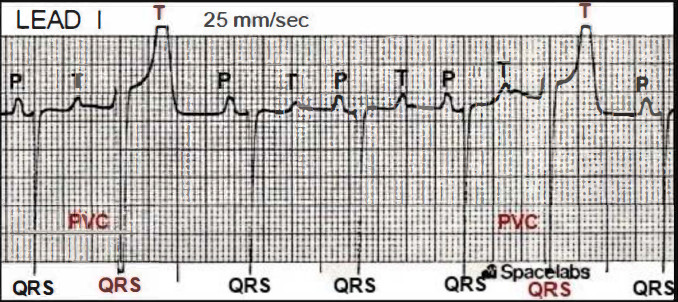 LEAD I 25 mm/sec
T T
P T P T P T P T P
PVC PVC
Spacelabs
QRS QRS QRS QRS QRS QRS QRS